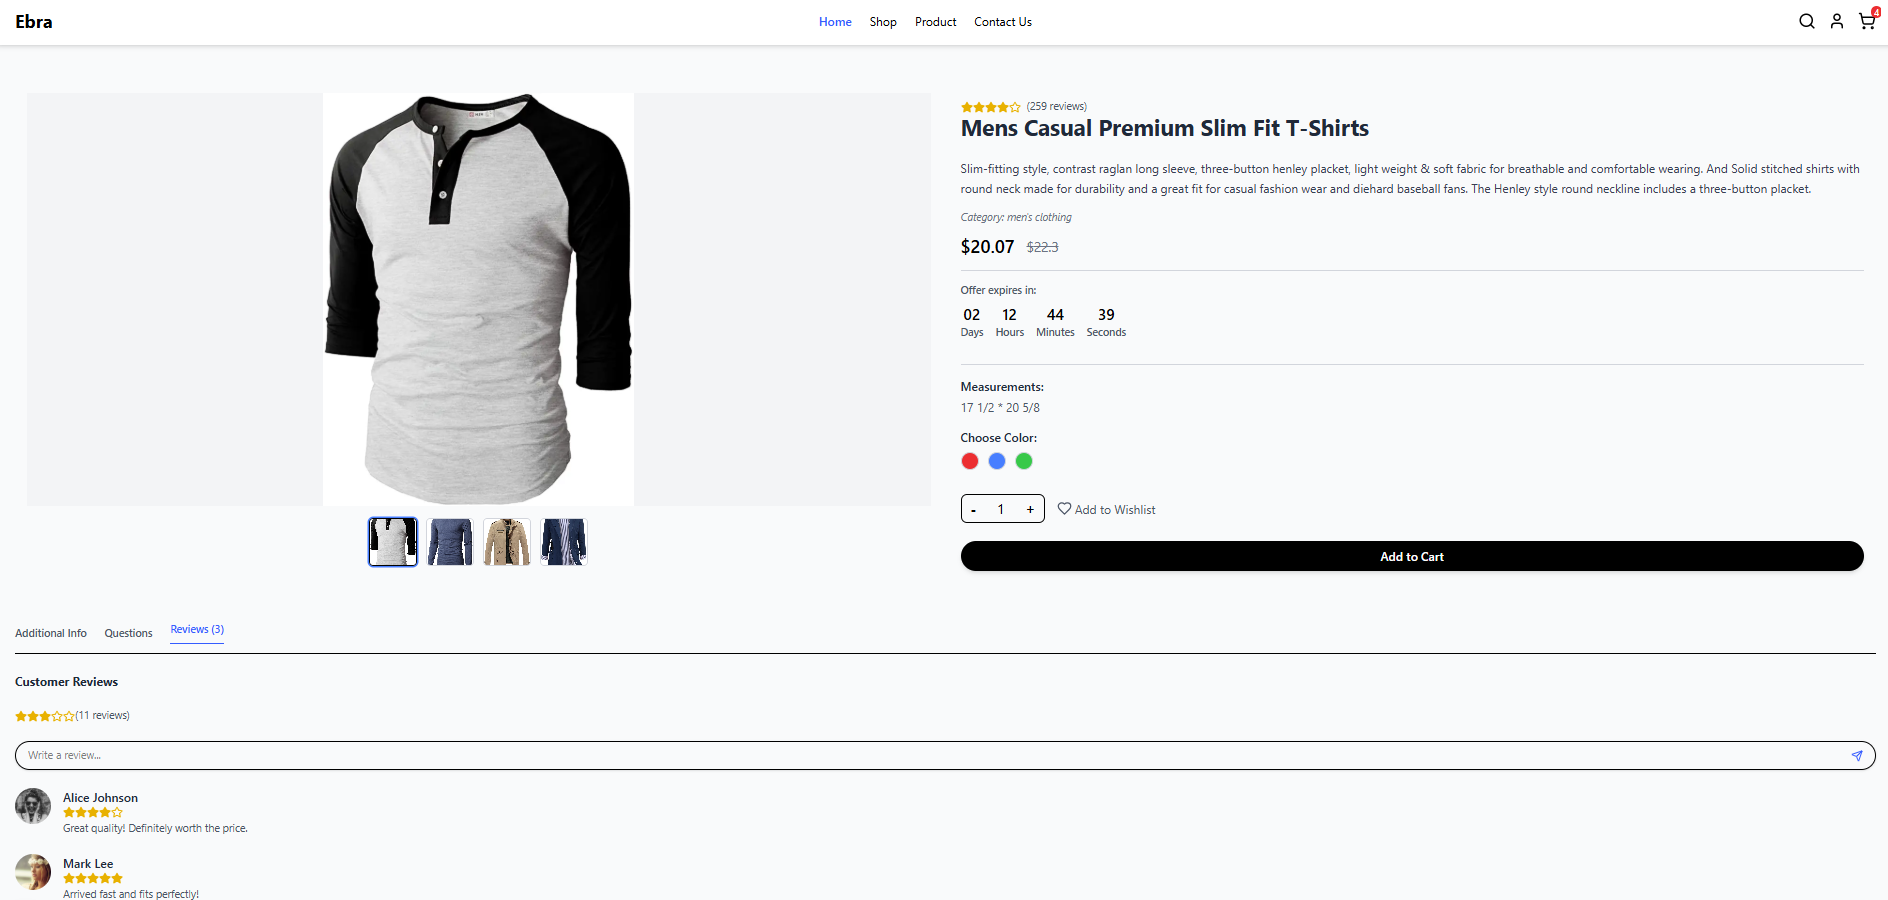 Ebra
Home Shop Product Contact Us
4
(259 reviews)
Mens Casual Premium Slim Fit T-Shirts
Slim-fitting style, contrast raglan long sleeve, three-button henley placket, light weight & soft fabric for breathable and comfortable wearing. And Solid stitched shirts with
round neck made for durability and a great fit for casual fashion wear and diehard baseball fans. The Henley style round neckline includes a three-button placket.
Category: men's clothing
$20.07 $22.3
Offer expires in:
02 12 44 39
Days Hours Minutes Seconds
Measurements:
17 1/2 * 20 5/8
Choose Color:
- 1 + Add to Wishlist
Add to Cart
Additional Info Questions Reviews (3)
Customer Reviews
(11 reviews)
Write a review...
Alice Johnson
Great quality! Definitely worth the price.
Mark Lee
Arrived fast and fits perfectly!